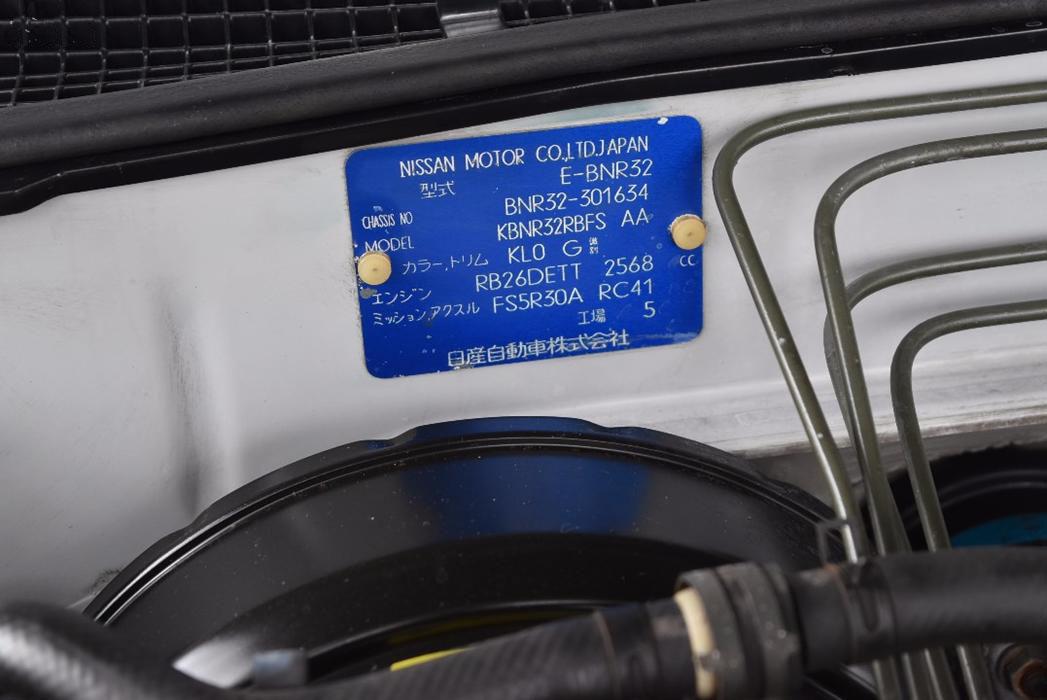 NISSAN MOTOR CO.,LTD.JAPAN
型式 E-BNR32
CHASSIS NO BNR32-301634
MODEL KBNR32RBFS AA
カラー,トリム KL0 G 識別
エンジン RB26DETT 2568 CC
ミッション,アクスル FS5R30A RC41
工場 5
日産自動車株式会社